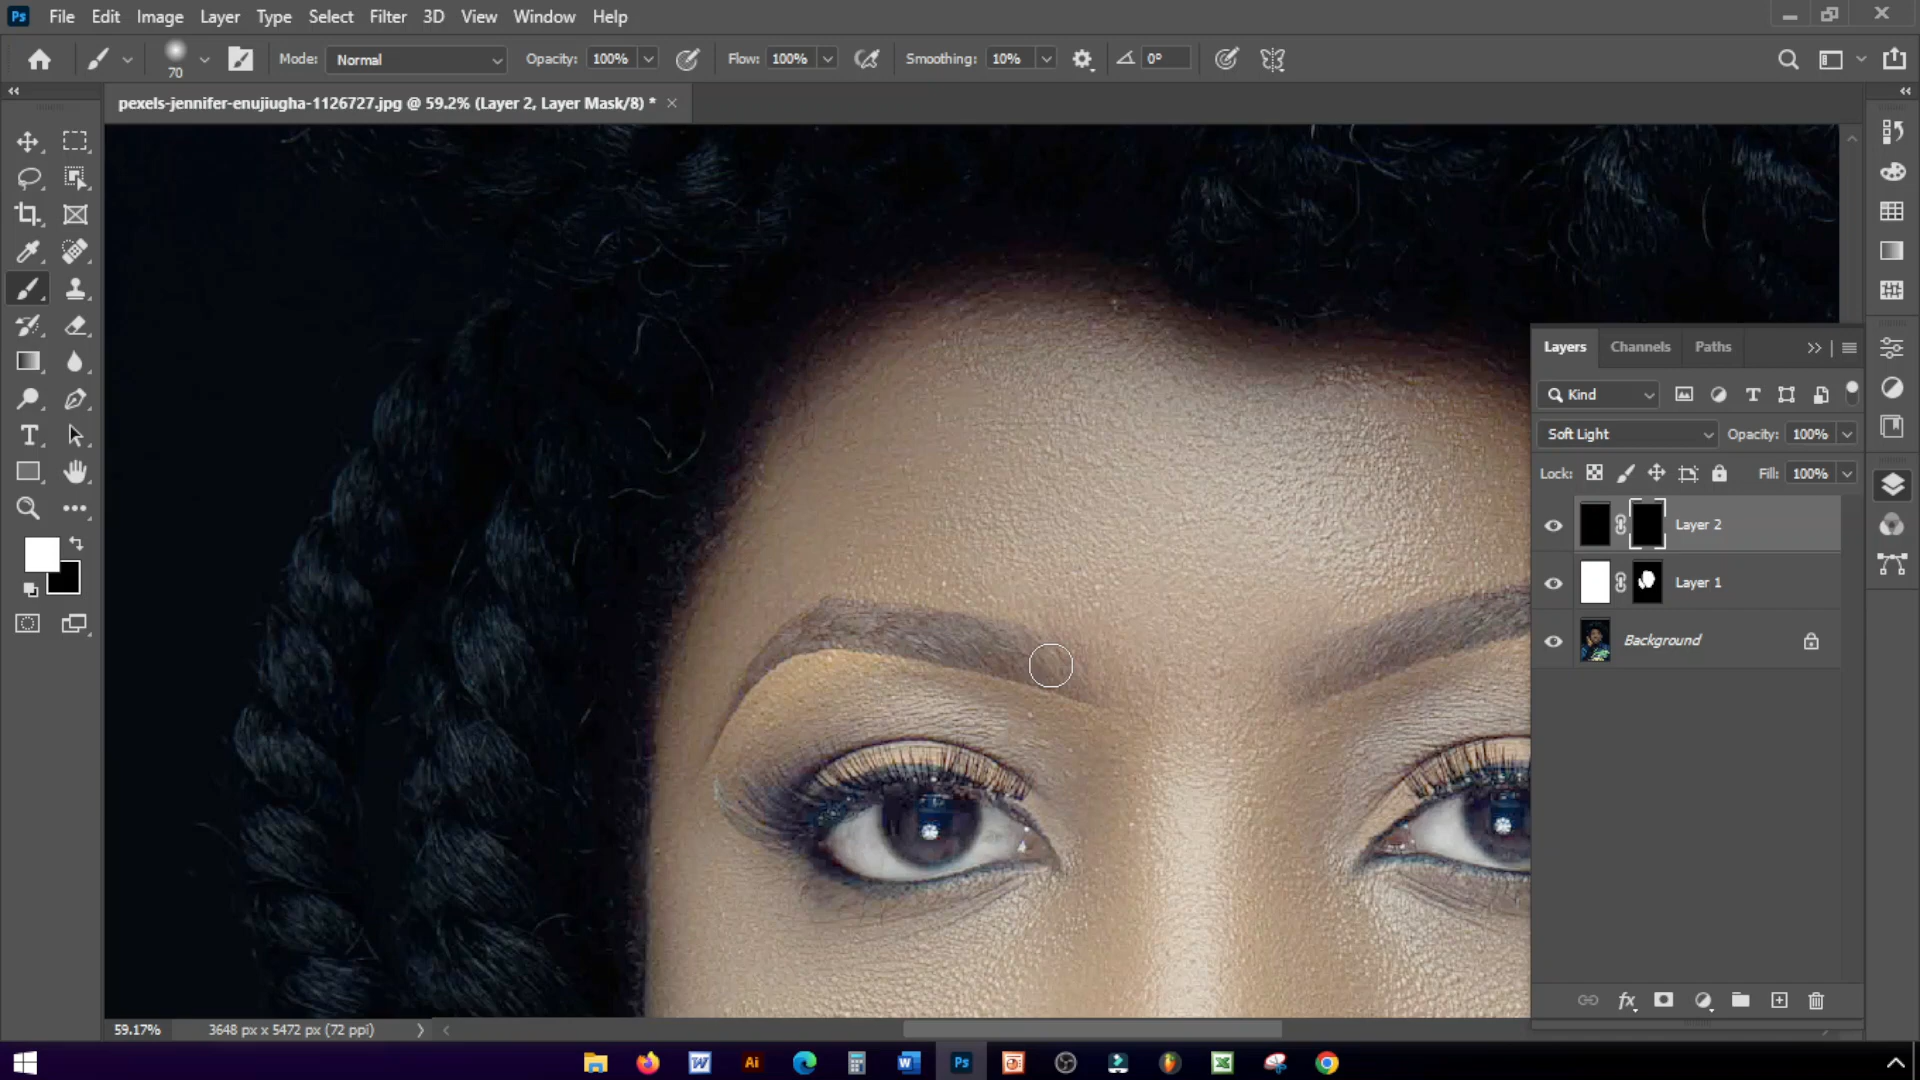 Ps File Edit Image Layer Type Select Filter 3D View Window Help
70 Mode: Normal Opacity: 100% Flow: 100% Smoothing: 10% 0°
pexels-jennifer-enujiugha-1126727.jpg @ 59.2% (Layer 2, Layer Mask/8) *
Layers Channels Paths
Kind
Soft Light Opacity: 100%
Lock: Fill: 100%
Layer 2
Layer 1
Background
fx
59.17% 3648 px x 5472 px (72 ppi)
W Ai W Ps